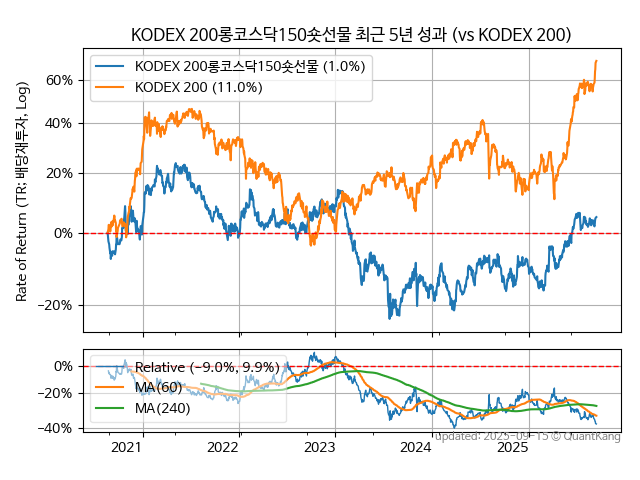 KODEX 200롱코스닥150숏선물 최근 5년 성과 (vs KODEX 200)
Rate of Return (TR: 배당재투자, Log)
KODEX 200롱코스닥150숏선물 (1.0%)
KODEX 200 (11.0%)
60%
40%
20%
0%
−20%
Relative (-9.0%, 9.9%)
MA(60)
MA(240)
0%
−20%
−40%
2021 2022 2023 2024 2025
updated: 2025-09-15 © QuantKang